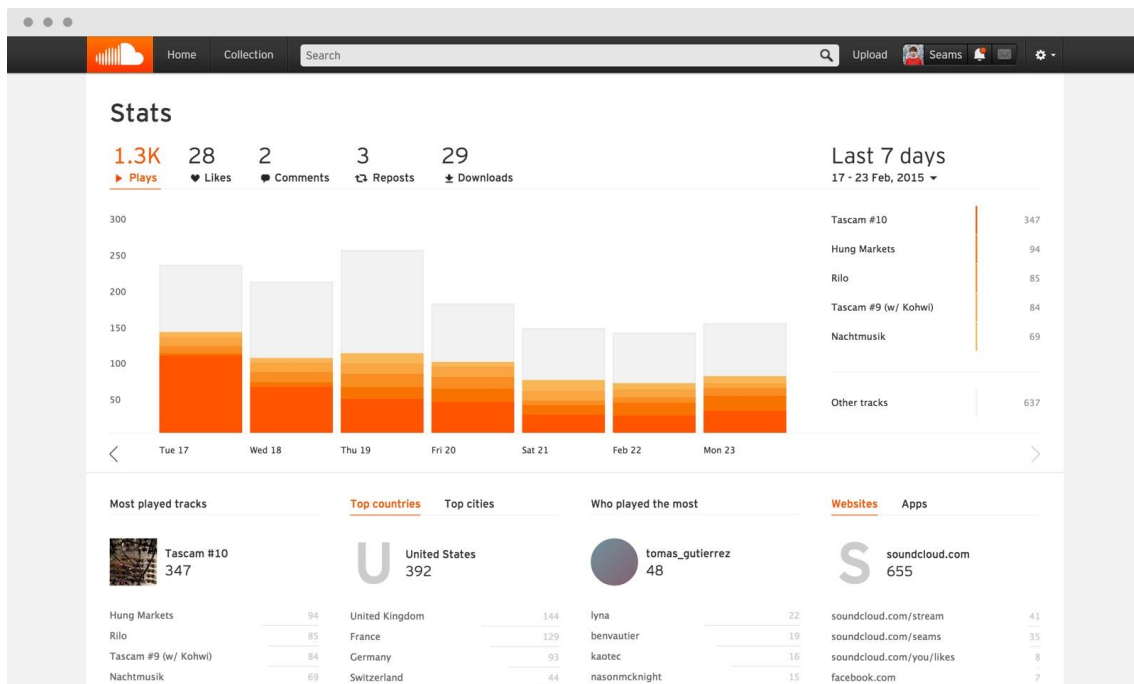 Home Collection Search Upload Seams
Stats
1.3K 28 2 3 29
Plays Likes Comments Reposts Downloads
Last 7 days
17 - 23 Feb, 2015
300
250
200
150
100
50
Tue 17 Wed 18 Thu 19 Fri 20 Sat 21 Feb 22 Mon 23
Tascam #10 347
Hung Markets 94
Rilo 85
Tascam #9 (w/ Kohwi) 84
Nachtmusik 69
Other tracks 637
Most played tracks
Tascam #10
347
Hung Markets 94
Rilo 85
Tascam #9 (w/ Kohwi) 84
Nachtmusik 69
Top countries Top cities
U
United States
392
United Kingdom 144
France 129
Germany 93
Switzerland 44
Who played the most
tomas_gutierrez
48
lyna 22
benvautier 19
kaotec 16
nasonmcknight 15
Websites Apps
S
soundcloud.com
655
soundcloud.com/stream 41
soundcloud.com/seams 35
soundcloud.com/you/likes 8
facebook.com 7